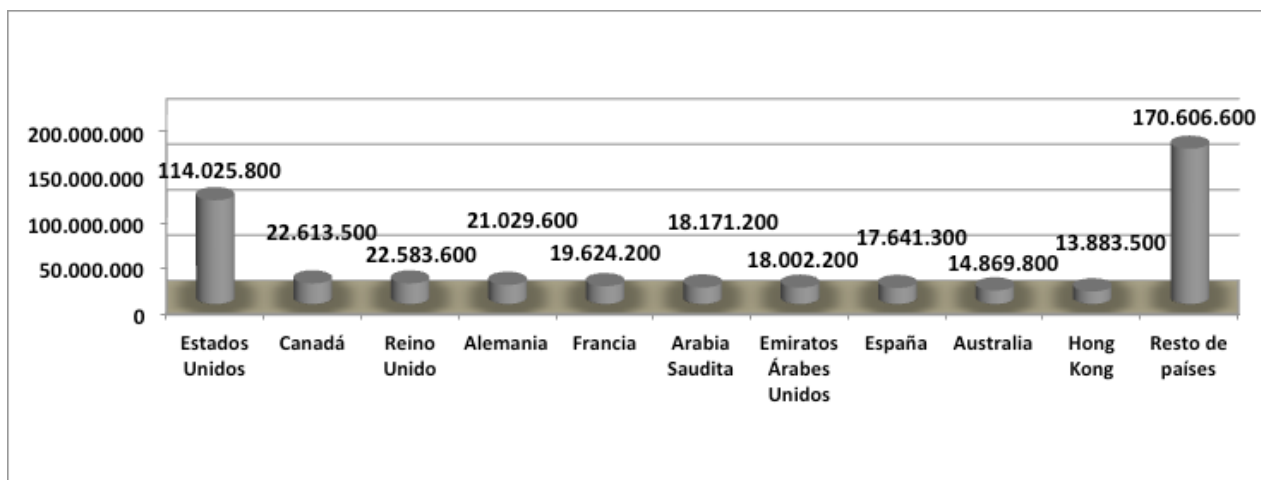 200.000.000
150.000.000
100.000.000
50.000.000
0
114.025.800
22.613.500
22.583.600
21.029.600
19.624.200
18.171.200
18.002.200
17.641.300
14.869.800
13.883.500
170.606.600
Estados
Unidos
Canadá
Reino
Unido
Alemania
Francia
Arabia
Saudita
Emiratos
Árabes
Unidos
España
Australia
Hong
Kong
Resto de
países